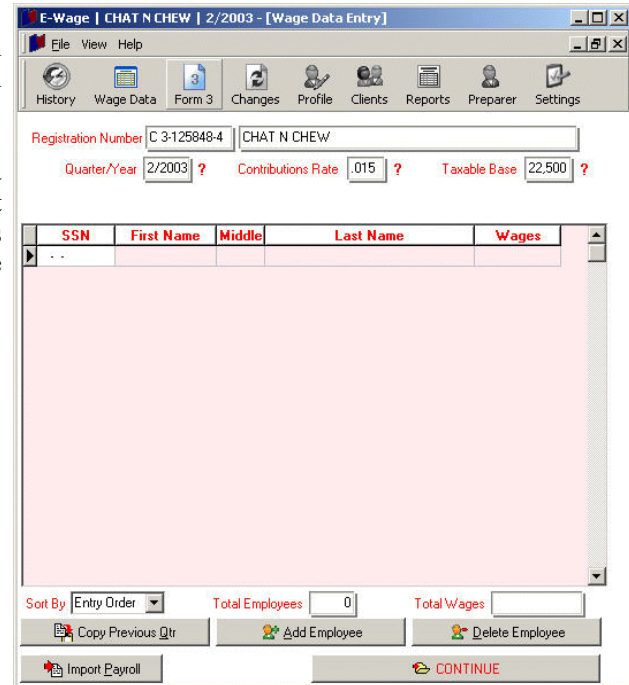 E-Wage | CHAT N CHEW | 2/2003 - [Wage Data Entry]
File View Help
History Wage Data Form 3 Changes Profile Clients Reports Preparer Settings
Registration Number C 3-125848-4 CHAT N CHEW
Quarter/Year 2/2003 ? Contributions Rate .015 ? Taxable Base 22,500 ?
SSN First Name Middle Last Name Wages
- -
Sort By Entry Order Total Employees 0 Total Wages
Copy Previous Qtr Add Employee Delete Employee
Import Payroll CONTINUE